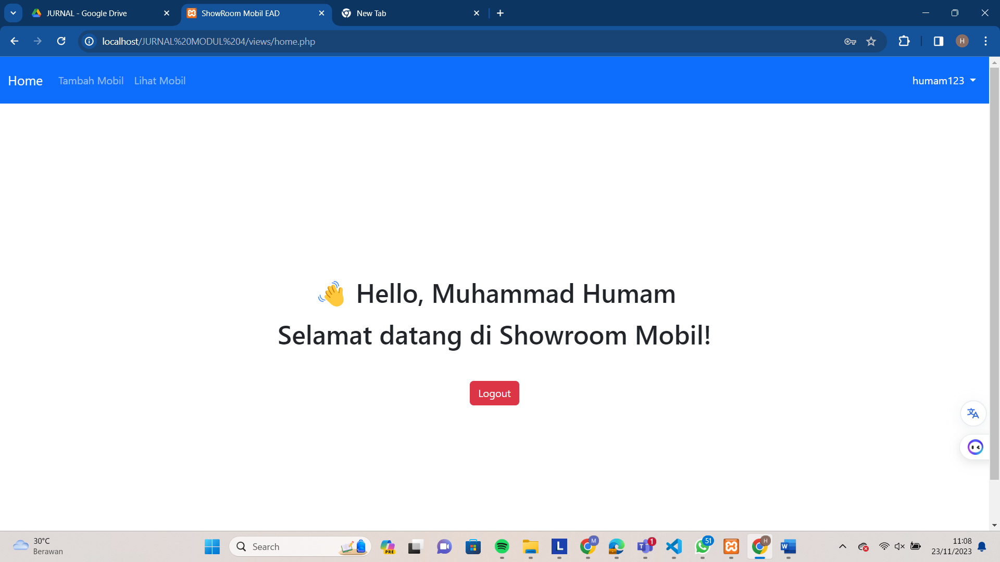 JURNAL - Google Drive
ShowRoom Mobil EAD
New Tab
localhost/JURNAL%20MODUL%204/views/home.php
H
Home
Tambah Mobil
Lihat Mobil
humam123
👋 Hello, Muhammad Humam
Selamat datang di Showroom Mobil!
Logout
30°C
Berawan
Search
PRE
L
M
T
1
51
H
W
11:08
23/11/2023